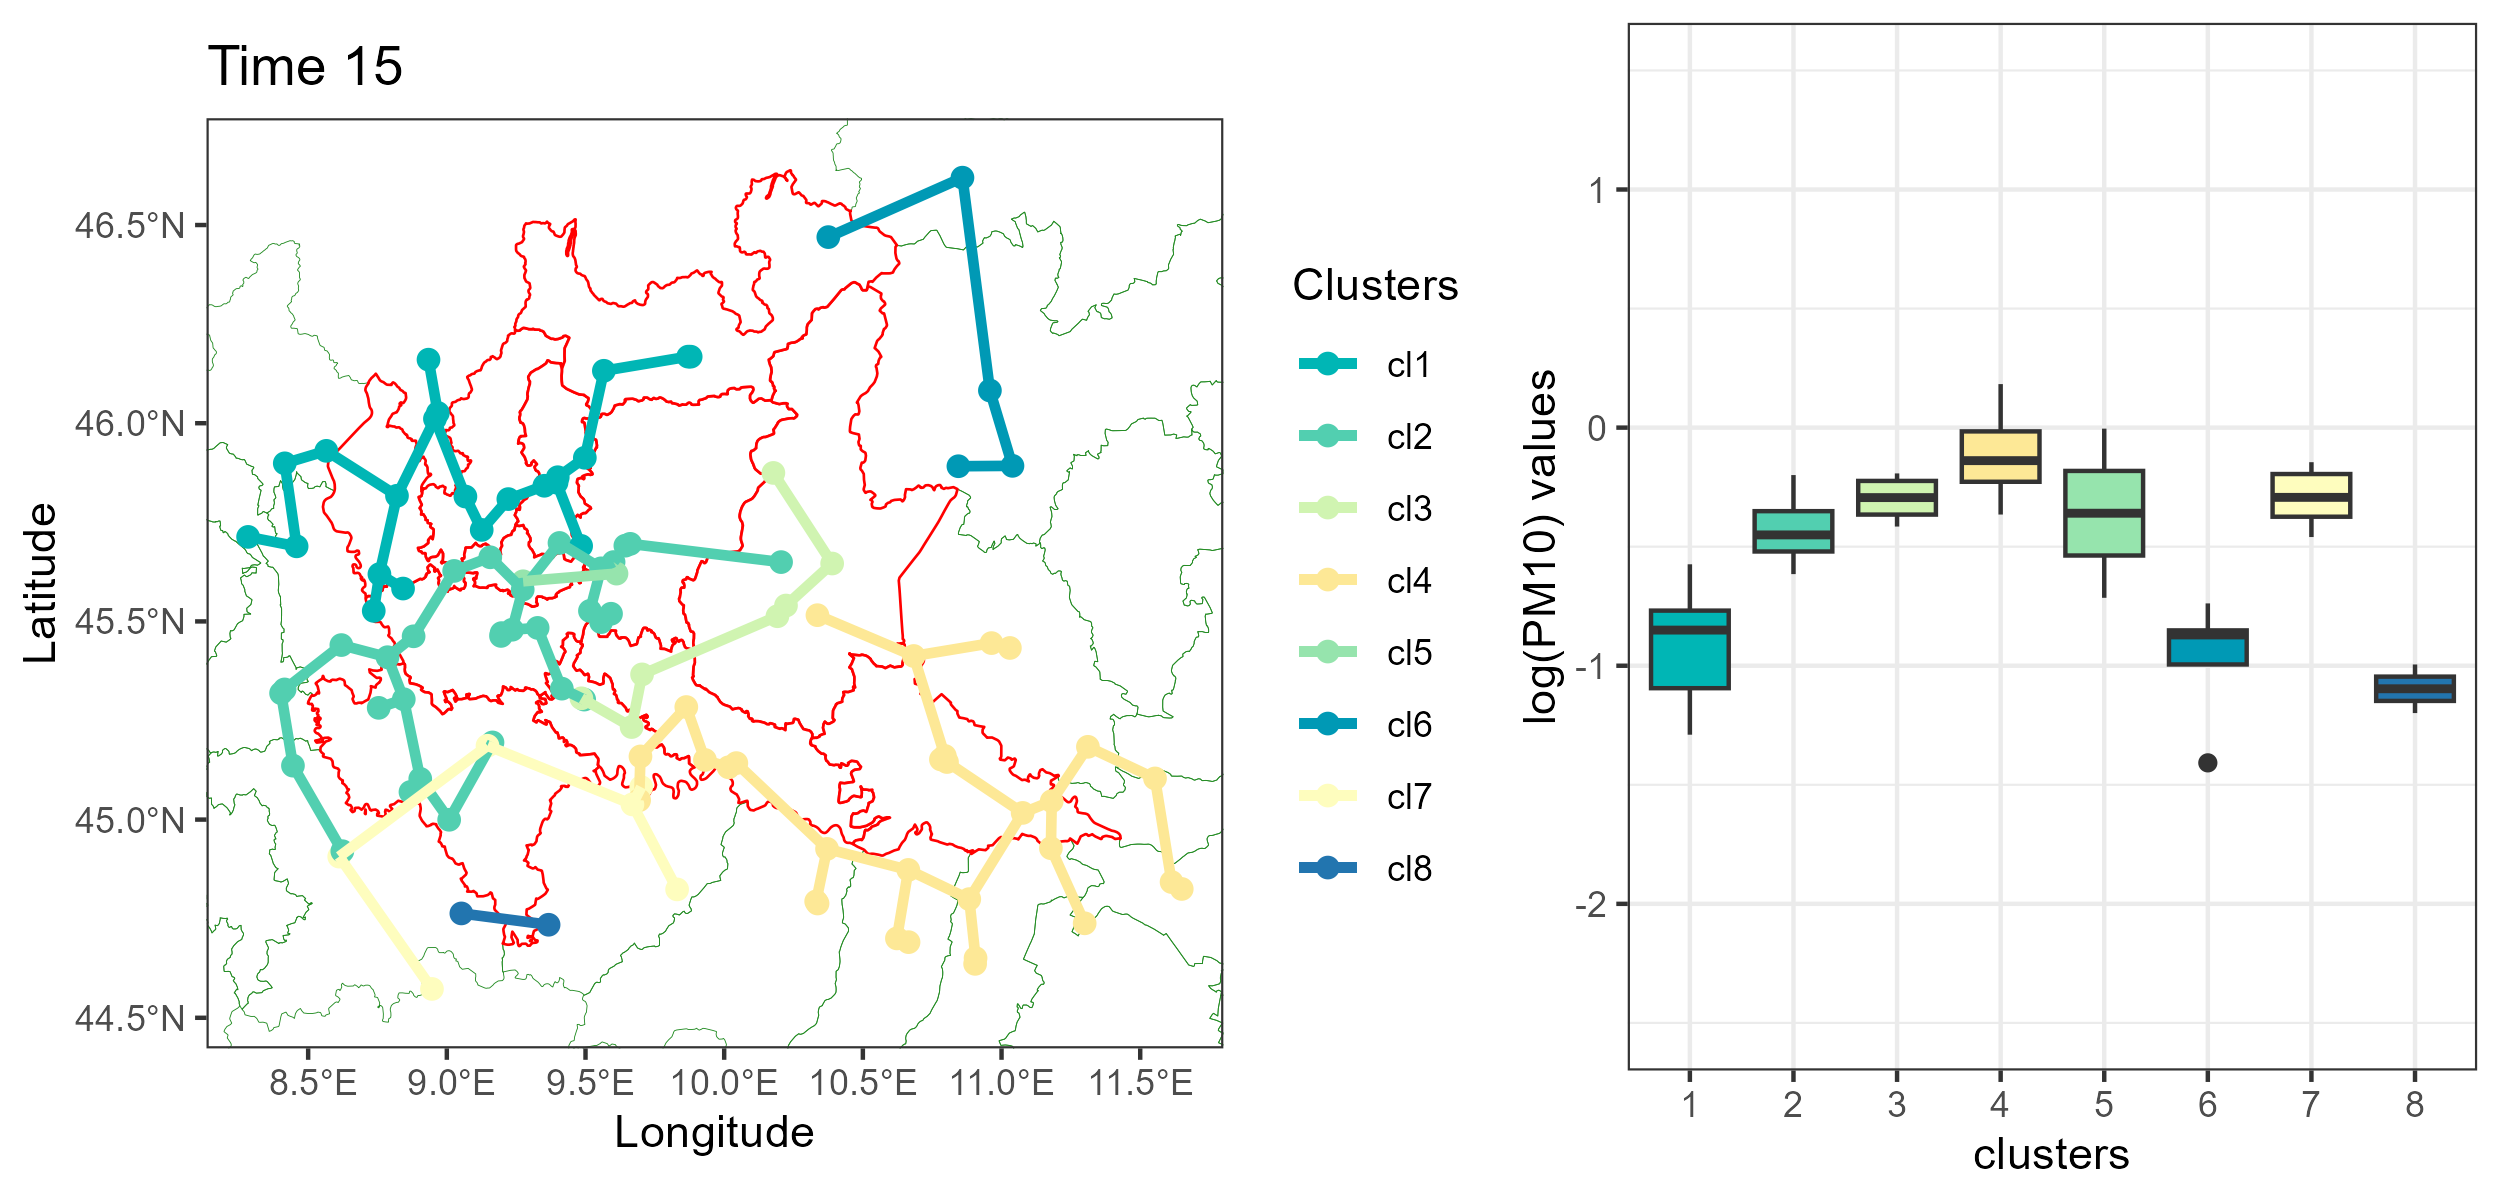 Time 15
46.5°N
46.0°N
45.5°N
45.0°N
44.5°N
Latitude
8.5°E 9.0°E 9.5°E 10.0°E 10.5°E 11.0°E 11.5°E
Longitude
Clusters
cl1
cl2
cl3
cl4
cl5
cl6
cl7
cl8
log(PM10) values
1
0
-1
-2
1 2 3 4 5 6 7 8
clusters